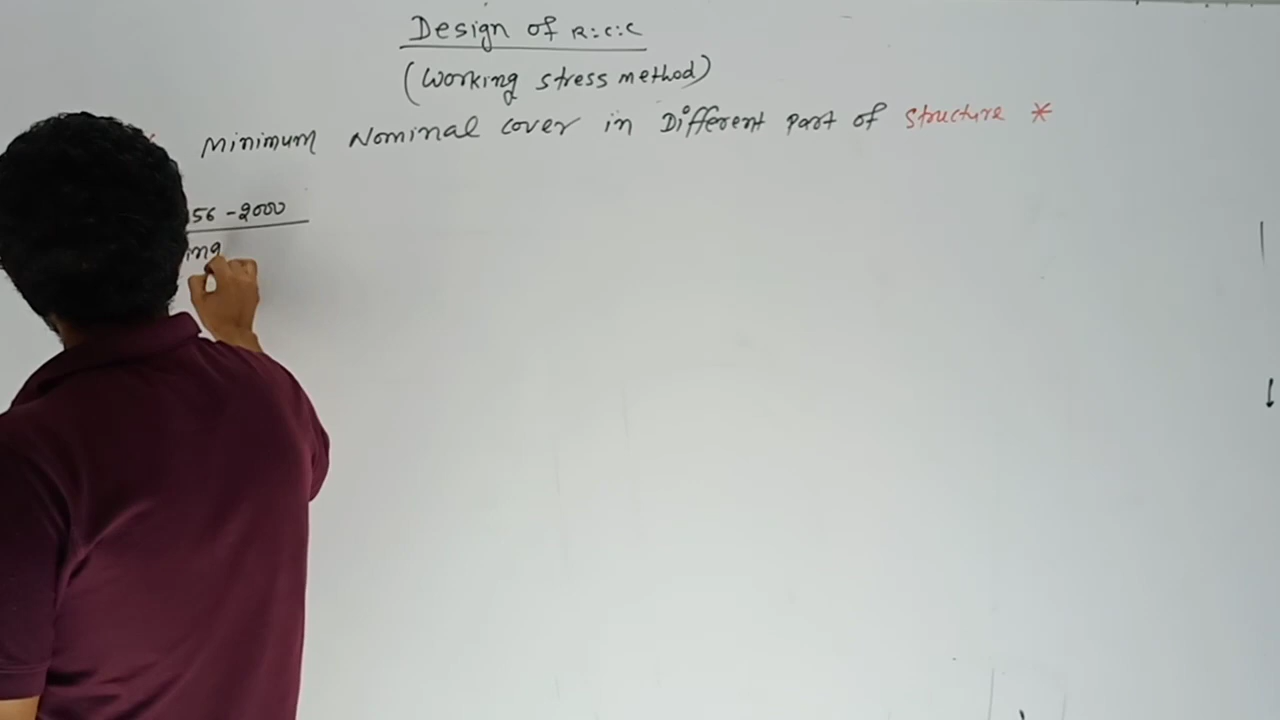 Design of R:C:C
(Working stress method)
Minimum Nominal cover in Different part of Structure *
56 - 2000
ing